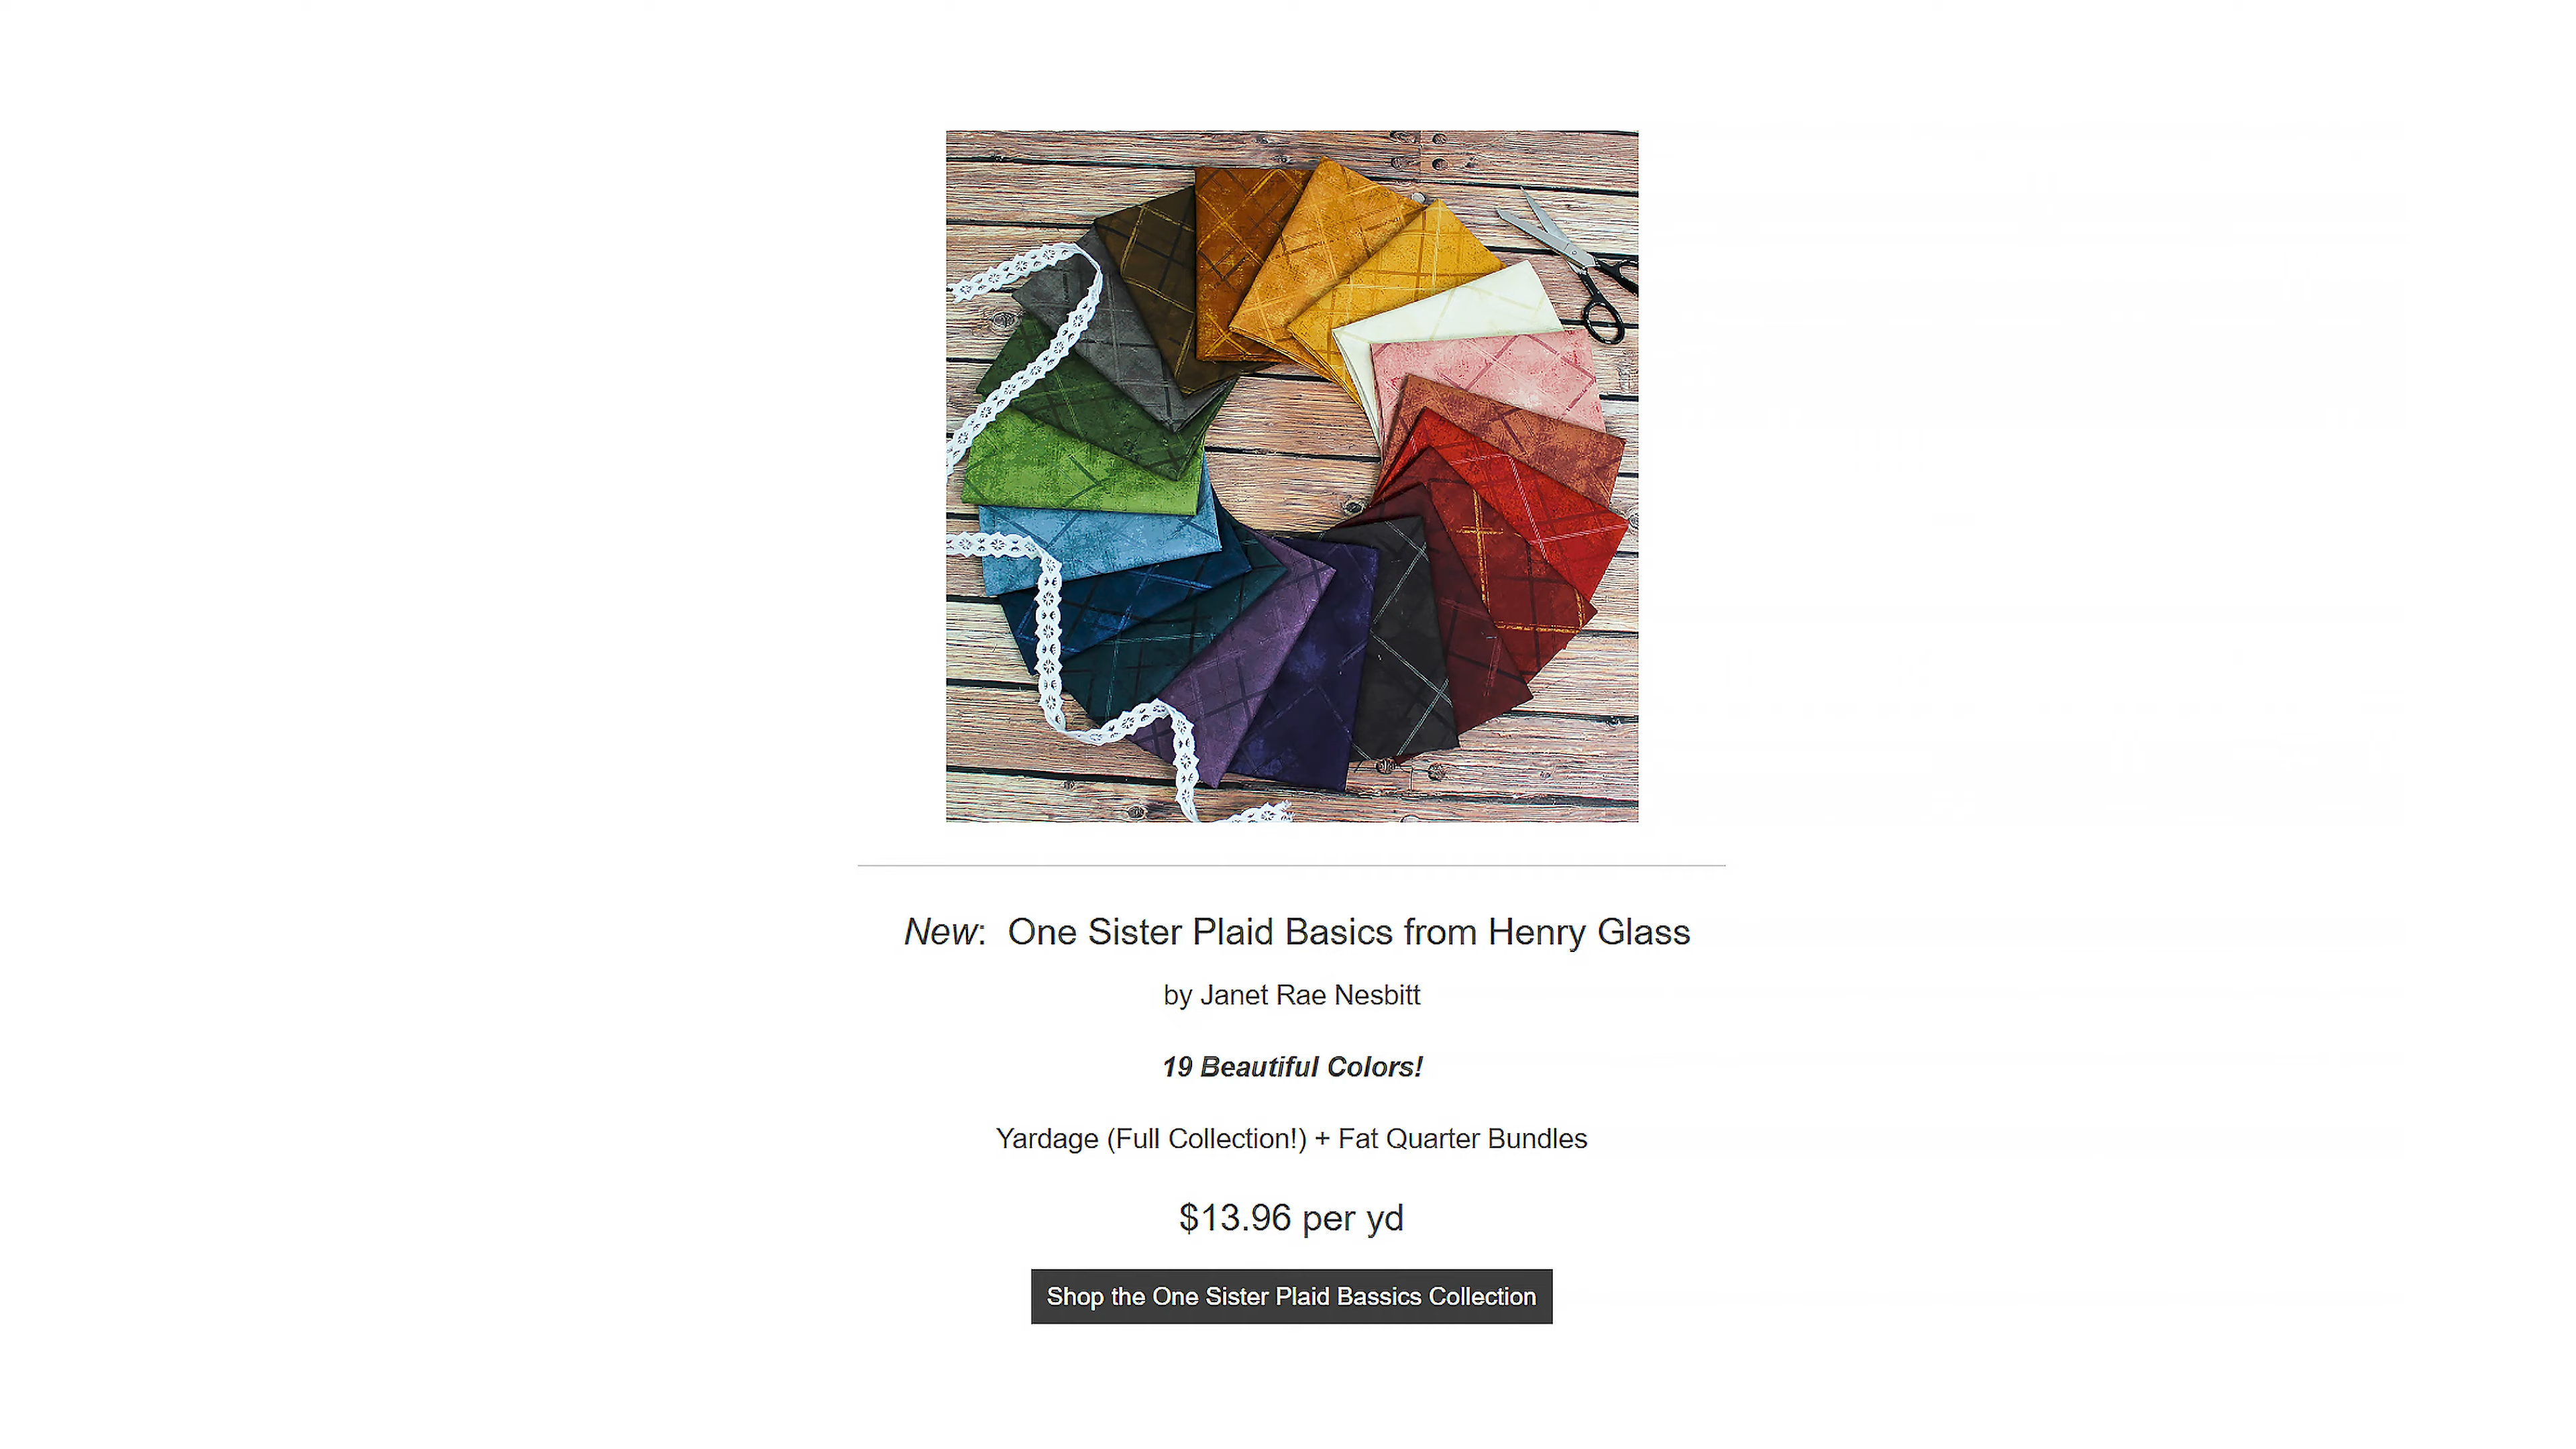 New: One Sister Plaid Basics from Henry Glass
by Janet Rae Nesbitt
19 Beautiful Colors!
Yardage (Full Collection!) + Fat Quarter Bundles
$13.96 per yd
Shop the One Sister Plaid Bassics Collection